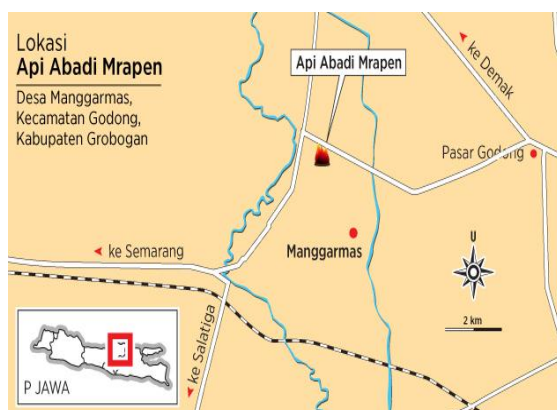 Lokasi
Api Abadi Mrapen
Desa Manggarmas,
Kecamatan Godong,
Kabupaten Grobogan
Api Abadi Mrapen
ke Demak
Pasar Godong
Manggarmas
ke Semarang
ke Salatiga
U
2 km
P JAWA